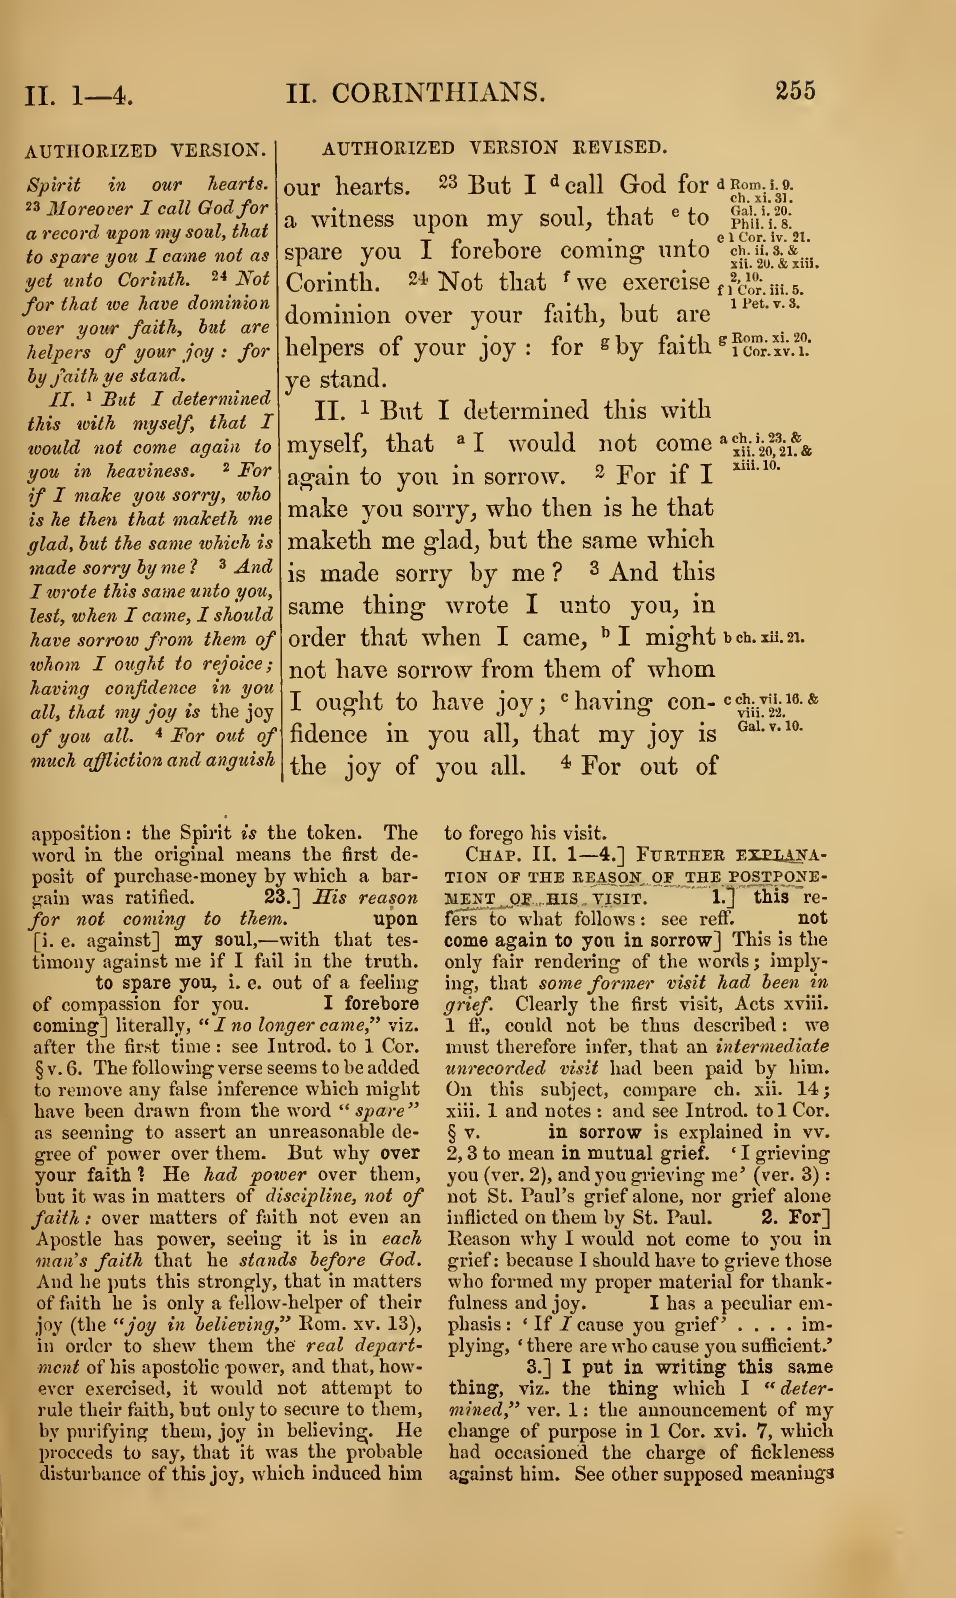 II. 1—4.
II. CORINTHIANS.
255
AUTHORIZED VERSION.
Spirit in our hearts.
23 Moreover I call God for
a record upon my soul, that
to spare you I came not as
yet unto Corinth. 24 Not
for that we have dominion
over your faith, but are
helpers of your joy : for
by faith ye stand.
II. 1 But I determined
this with myself, that I
would not come again to
you in heaviness. 2 For
if I make you sorry, who
is he then that maketh me
glad, but the same which is
made sorry by me ? 3 And
I wrote this same unto you,
lest, when I came, I should
have sorrow from them of
whom I ought to rejoice;
having confidence in you
all, that my joy is the joy
of you all. 4 For out of
much affliction and anguish
AUTHORIZED VERSION REVISED.
our hearts. 23 But I d call God for
a witness upon my soul, that e to
spare you I forebore coming unto
Corinth. 24 Not that f we exercise
dominion over your faith, but are
helpers of your joy : for g by faith
ye stand.
II. 1 But I determined this with
myself, that a I would not come
again to you in sorrow. 2 For if I
make you sorry, who then is he that
maketh me glad, but the same which
is made sorry by me ? 3 And this
same thing wrote I unto you, in
order that when I came, b I might
not have sorrow from them of whom
I ought to have joy; c having con-
fidence in you all, that my joy is
the joy of you all. 4 For out of
d Rom. i. 9.
ch. xi. 31.
Gal. i. 20.
Phil. i. 8.
e 1 Cor. iv. 21.
ch. ii. 3. &
xii. 20. & xiii.
2, 10.
f 1 Cor. iii. 5.
1 Pet. v. 3.
g Rom. xi. 20.
1 Cor. xv. 1.
a ch. i. 23. &
xii. 20, 21. &
xiii. 10.
b ch. xii. 21.
c ch. vii. 16. &
viii. 22.
Gal. v. 10.
apposition: the Spirit is the token. The
word in the original means the first de-
posit of purchase-money by which a bar-
gain was ratified. 23.] His reason
for not coming to them. upon
[i. e. against] my soul,—with that tes-
timony against me if I fail in the truth.
to spare you, i. e. out of a feeling
of compassion for you. I forebore
coming] literally, “I no longer came,” viz.
after the first time: see Introd. to 1 Cor.
§ v. 6. The following verse seems to be added
to remove any false inference which might
have been drawn from the word “spare”
as seeming to assert an unreasonable de-
gree of power over them. But why over
your faith? He had power over them,
but it was in matters of discipline, not of
faith: over matters of faith not even an
Apostle has power, seeing it is in each
man's faith that he stands before God.
And he puts this strongly, that in matters
of faith he is only a fellow-helper of their
joy (the “joy in believing,” Rom. xv. 13),
in order to shew them the real depart-
ment of his apostolic power, and that, how-
ever exercised, it would not attempt to
rule their faith, but only to secure to them,
by purifying them, joy in believing. He
proceeds to say, that it was the probable
disturbance of this joy, which induced him
to forego his visit.
CHAP. II. 1—4.] FURTHER EXPLANA-
TION OF THE REASON OF THE POSTPONE-
MENT OF HIS VISIT. 1.] this re-
fers to what follows: see reff. not
come again to you in sorrow] This is the
only fair rendering of the words; imply-
ing, that some former visit had been in
grief. Clearly the first visit, Acts xviii.
1 ff., could not be thus described: we
must therefore infer, that an intermediate
unrecorded visit had been paid by him.
On this subject, compare ch. xii. 14;
xiii. 1 and notes: and see Introd. to 1 Cor.
§ v. in sorrow is explained in vv.
2, 3 to mean in mutual grief. ‘I grieving
you (ver. 2), and you grieving me’ (ver. 3):
not St. Paul's grief alone, nor grief alone
inflicted on them by St. Paul. 2. For]
Reason why I would not come to you in
grief: because I should have to grieve those
who formed my proper material for thank-
fulness and joy. I has a peculiar em-
phasis: ‘If I cause you grief’ . . . . im-
plying, ‘there are who cause you sufficient.’
3.] I put in writing this same
thing, viz. the thing which I “deter-
mined,” ver. 1: the announcement of my
change of purpose in 1 Cor. xvi. 7, which
had occasioned the charge of fickleness
against him. See other supposed meanings